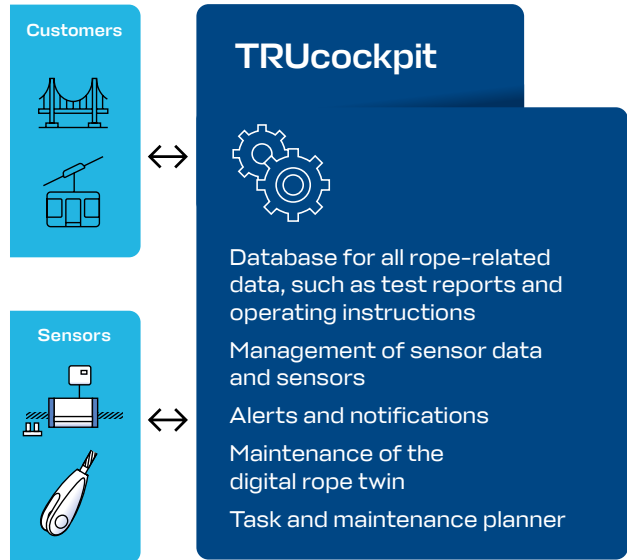 Customers
TRUcockpit
Database for all rope-related
data, such as test reports and
operating instructions
Management of sensor data
and sensors
Alerts and notifications
Maintenance of the
digital rope twin
Task and maintenance planner
Sensors